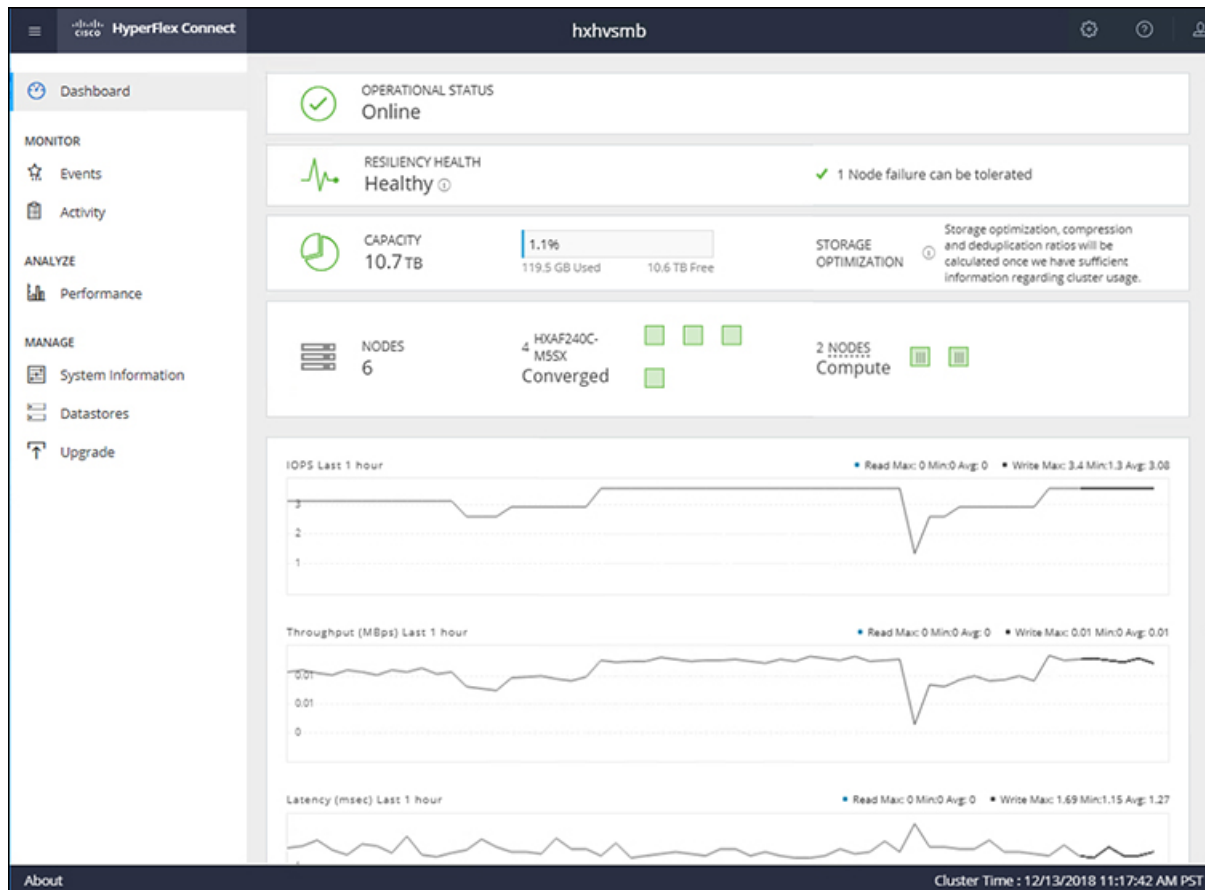 cisco HyperFlex Connect
hxhvsmb
Dashboard
MONITOR
Events
Activity
ANALYZE
Performance
MANAGE
System Information
Datastores
Upgrade
OPERATIONAL STATUS
Online
RESILIENCY HEALTH
Healthy
1 Node failure can be tolerated
CAPACITY
10.7 TB
1.1%
119.5 GB Used 10.6 TB Free
STORAGE
OPTIMIZATION
Storage optimization, compression
and deduplication ratios will be
calculated once we have sufficient
information regarding cluster usage.
NODES
6
4 HXAF240C-
M5SX
Converged
2 NODES
Compute
IOPS Last 1 hour
Read Max: 0 Min:0 Avg: 0 Write Max: 3.4 Min:1.3 Avg: 3.08
3
2
1
Throughput (MBps) Last 1 hour
Read Max: 0 Min:0 Avg: 0 Write Max: 0.01 Min:0 Avg: 0.01
0.01
0.01
0
Latency (msec) Last 1 hour
Read Max: 0 Min:0 Avg: 0 Write Max: 1.69 Min:1.15 Avg: 1.27
About
Cluster Time : 12/13/2018 11:17:42 AM PST